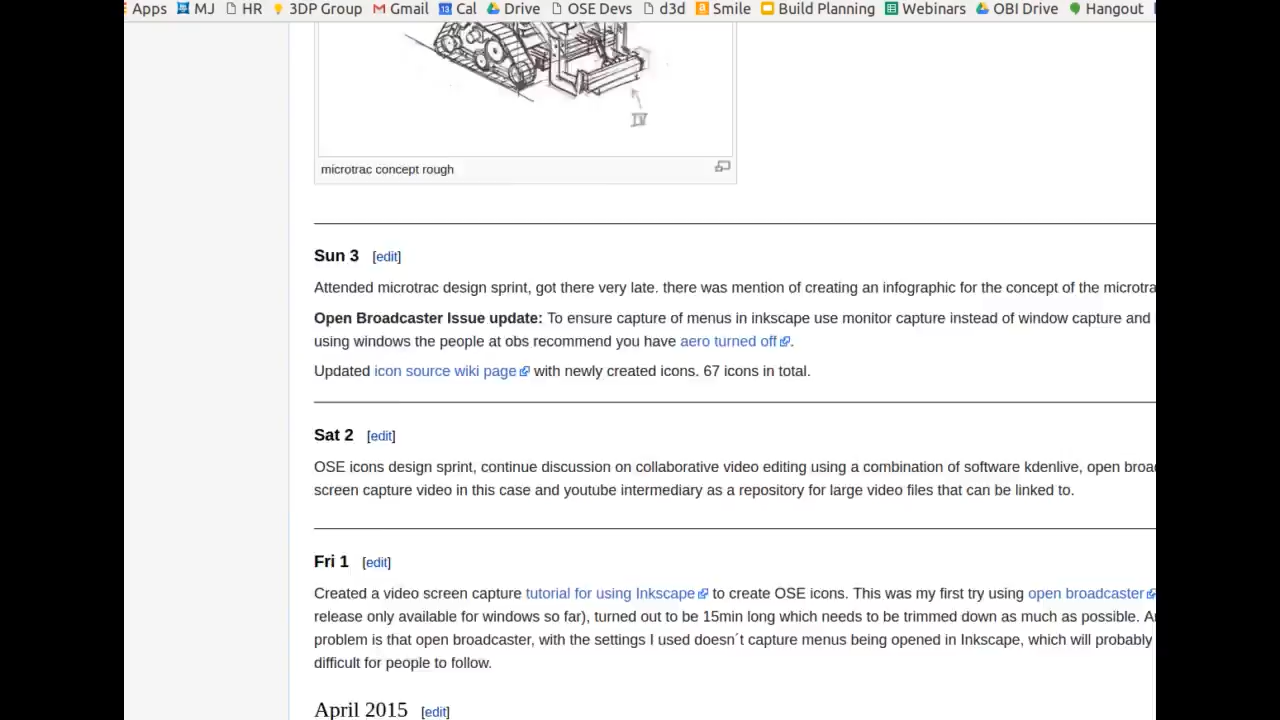 Apps MJ HR 3DP Group Gmail Cal Drive OSE Devs d3d Smile Build Planning Webinars OBI Drive Hangout
IV
microtrac concept rough
Sun 3 [edit]
Attended microtrac design sprint, got there very late. there was mention of creating an infographic for the concept of the microtra
Open Broadcaster Issue update: To ensure capture of menus in inkscape use monitor capture instead of window capture and
using windows the people at obs recommend you have aero turned off.
Updated icon source wiki page with newly created icons. 67 icons in total.
Sat 2 [edit]
OSE icons design sprint, continue discussion on collaborative video editing using a combination of software kdenlive, open broa
screen capture video in this case and youtube intermediary as a repository for large video files that can be linked to.
Fri 1 [edit]
Created a video screen capture tutorial for using Inkscape to create OSE icons. This was my first try using open broadcaster
release only available for windows so far), turned out to be 15min long which needs to be trimmed down as much as possible. A
problem is that open broadcaster, with the settings I used doesn´t capture menus being opened in Inkscape, which will probably
difficult for people to follow.
April 2015 [edit]